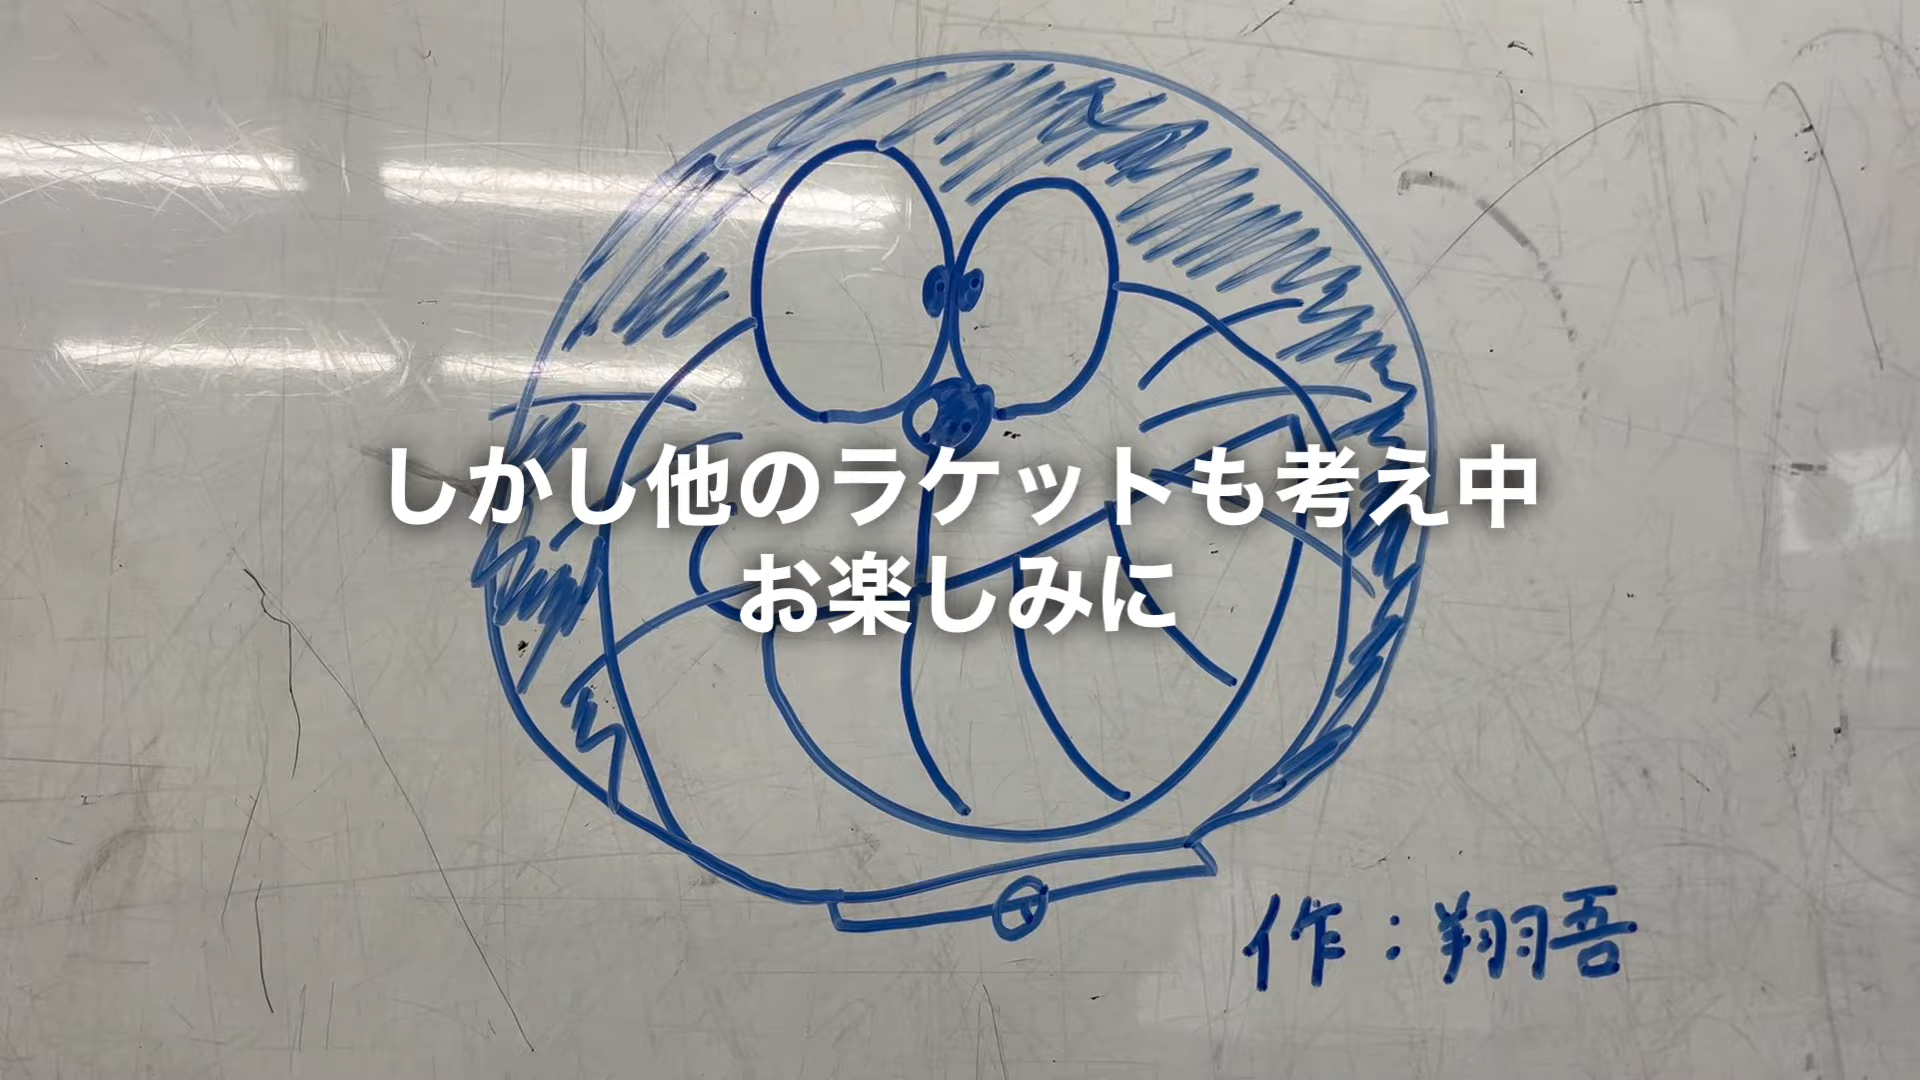 しかし他のラケットも考え中
お楽しみに
作：翔吾